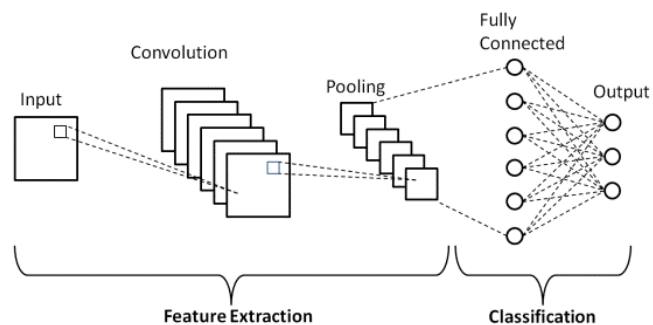 Input
Convolution
Pooling
Fully
Connected
Output
Feature Extraction
Classification